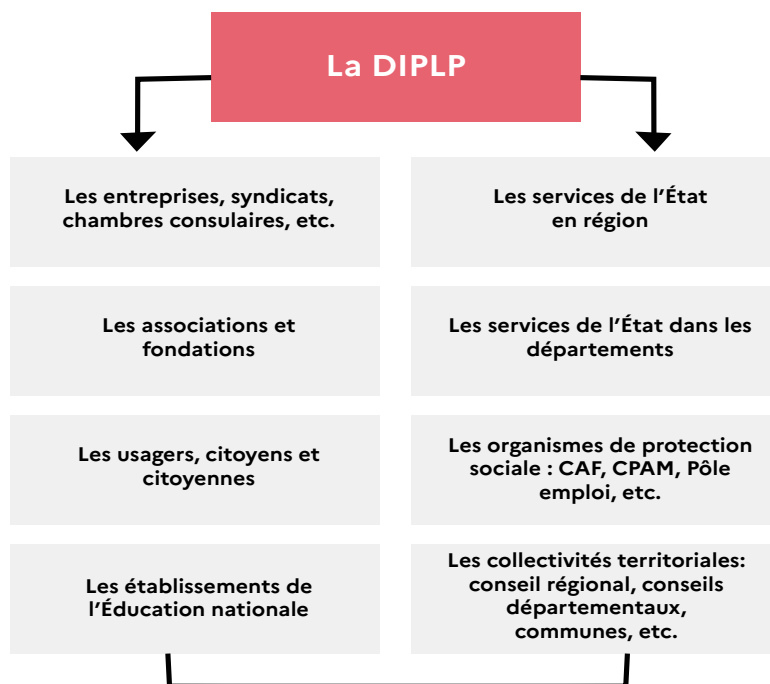 La DIPLP
Les entreprises, syndicats,
chambres consulaires, etc.
Les services de l'État
en région
Les associations et
fondations
Les services de l'État dans les
départements
Les usagers, citoyens et
citoyennes
Les organismes de protection
sociale : CAF, CPAM, Pôle
emploi, etc.
Les établissements de
l'Éducation nationale
Les collectivités territoriales:
conseil régional, conseils
départementaux,
communes, etc.